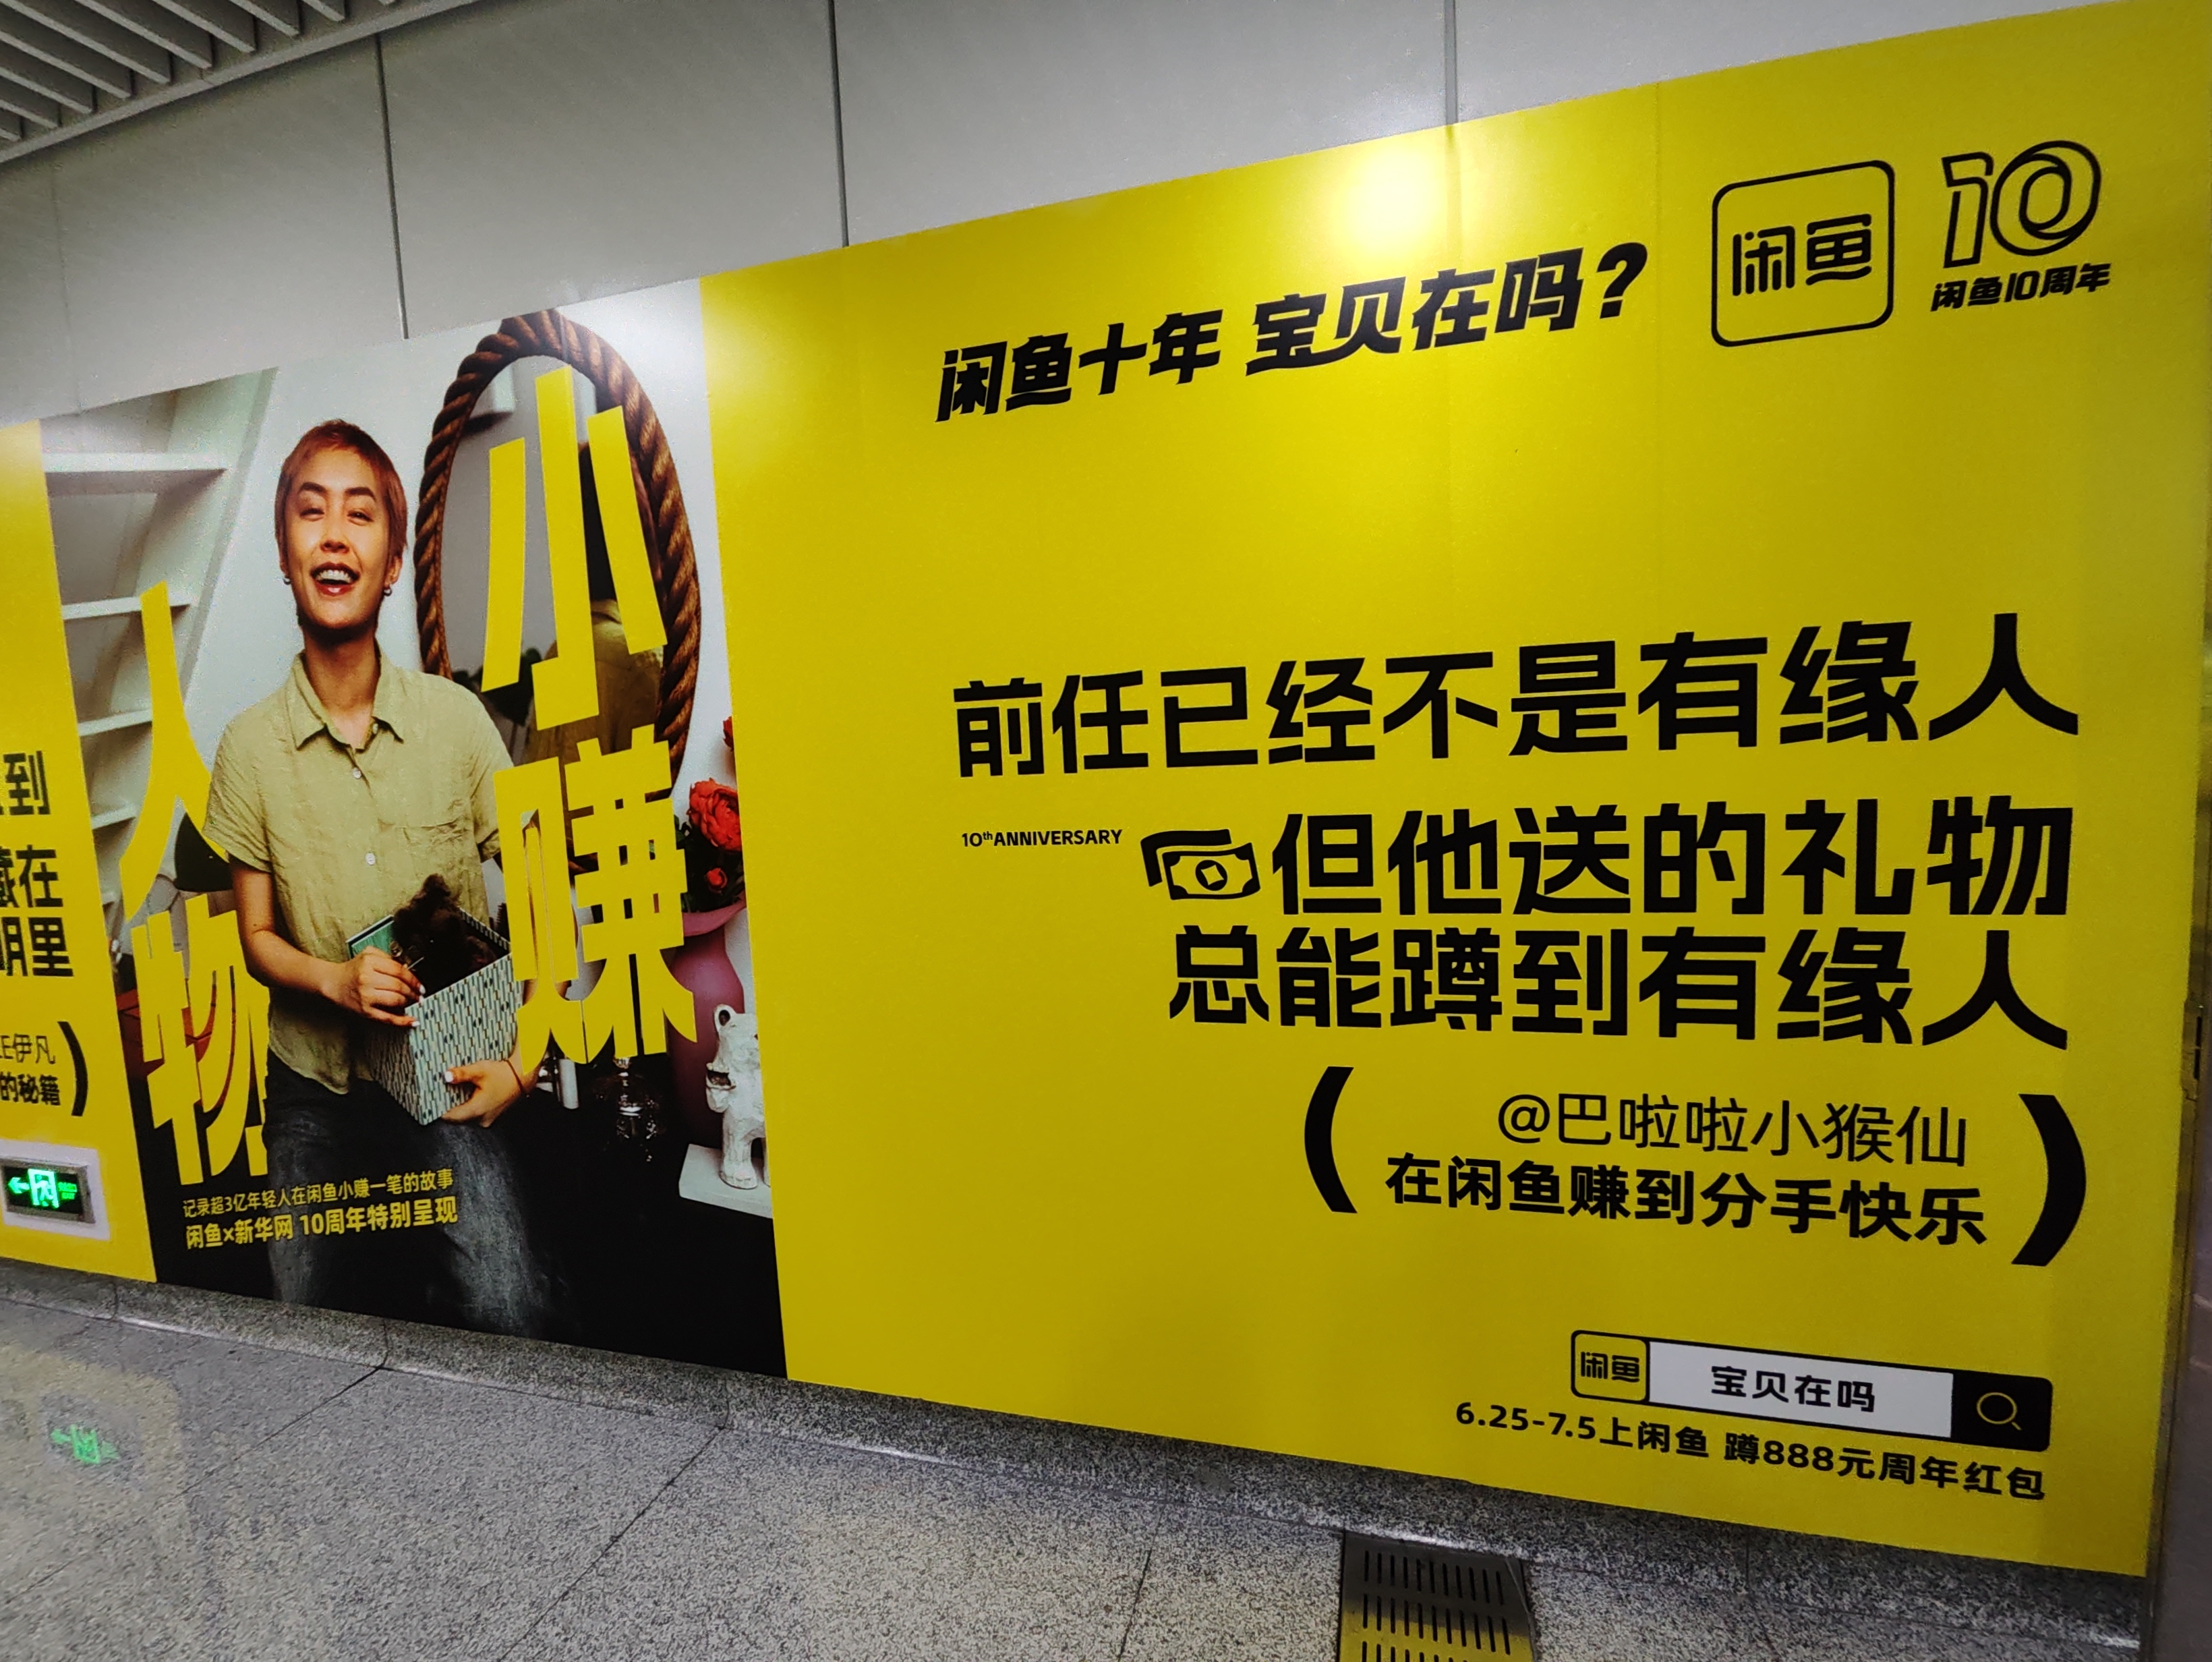 到
藏在
明里
E伊凡
的秘籍
小赚
人物
记录超3亿年轻人在闲鱼小赚一笔的故事
闲鱼×新华网 10周年特别呈现
闲鱼十年 宝贝在吗?
闲鱼
10
闲鱼10周年
前任已经不是有缘人
10thANNIVERSARY
但他送的礼物
总能蹲到有缘人
(@巴啦啦小猴仙
在闲鱼赚到分手快乐)
闲鱼 宝贝在吗
6.25-7.5上闲鱼 蹲888元周年红包